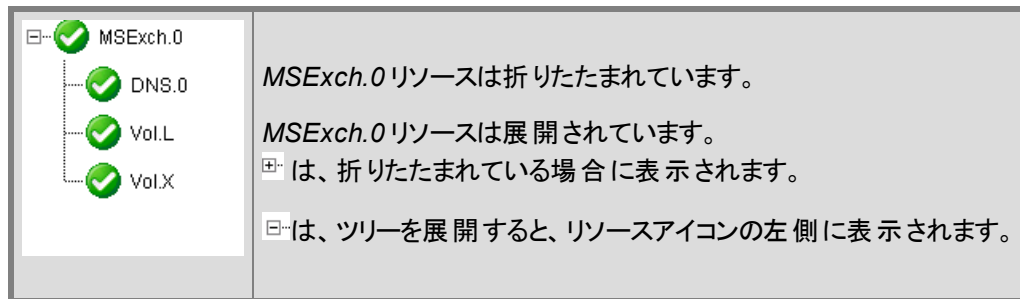 MSExch.0
DNS.0
Vol.L
Vol.X
MSExch.0 リソースは折りたたまれています。
MSExch.0 リソースは展開されています。
は、折りたたまれている場合に表示されます。
は、ツリーを展開すると、リソースアイコンの左側に表示されます。